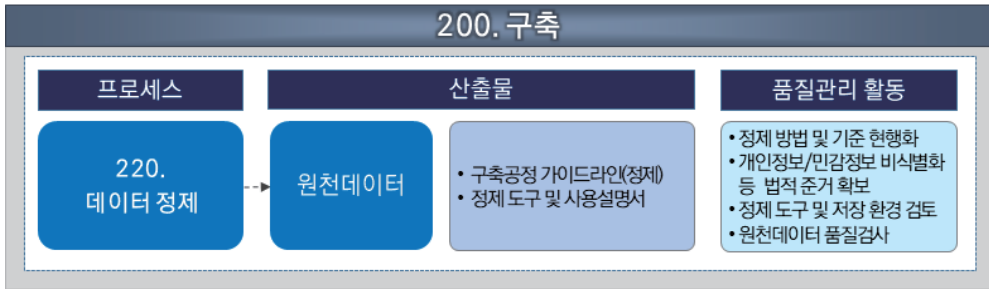 200. 구축
프로세스
산출물
품질관리 활동
220.
데이터 정제
원천데이터
• 구축공정 가이드라인(정제)
• 정제 도구 및 사용설명서
• 정제 방법 및 기준 현행화
• 개인정보/민감정보 비식별화
등 법적 준거 확보
• 정제 도구 및 저장 환경 검토
• 원천데이터 품질검사